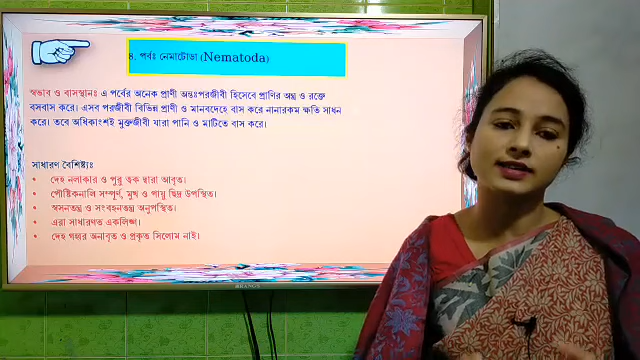 ৪. পর্বঃ নেমাটোডা (Nematoda)
স্বভাব ও বাসস্থানঃ এ পর্বের অনেক প্রাণী অন্তঃপরজীবী হিসেবে প্রাণির অন্ত্র ও রক্তে
বসবাস করে। এসব পরজীবী বিভিন্ন প্রাণী ও মানবদেহে বাস করে নানারকম ক্ষতি সাধন
করে। তবে অধিকাংশই মুক্তজীবী যারা পানি ও মাটিতে বাস করে।
সাধারণ বৈশিষ্ট্যঃ
• দেহ নলাকার ও পুরু ত্বক দ্বারা আবৃত।
• পৌষ্টিকনালি সম্পূর্ণ, মুখ ও পায়ু ছিদ্র উপস্থিত।
• শ্বসনতন্ত্র ও সংবহনতন্ত্র অনুপস্থিত।
• এরা সাধারণত একলিঙ্গ।
• দেহ গহ্বর অনাবৃত ও প্রকৃত সিলোম নাই।